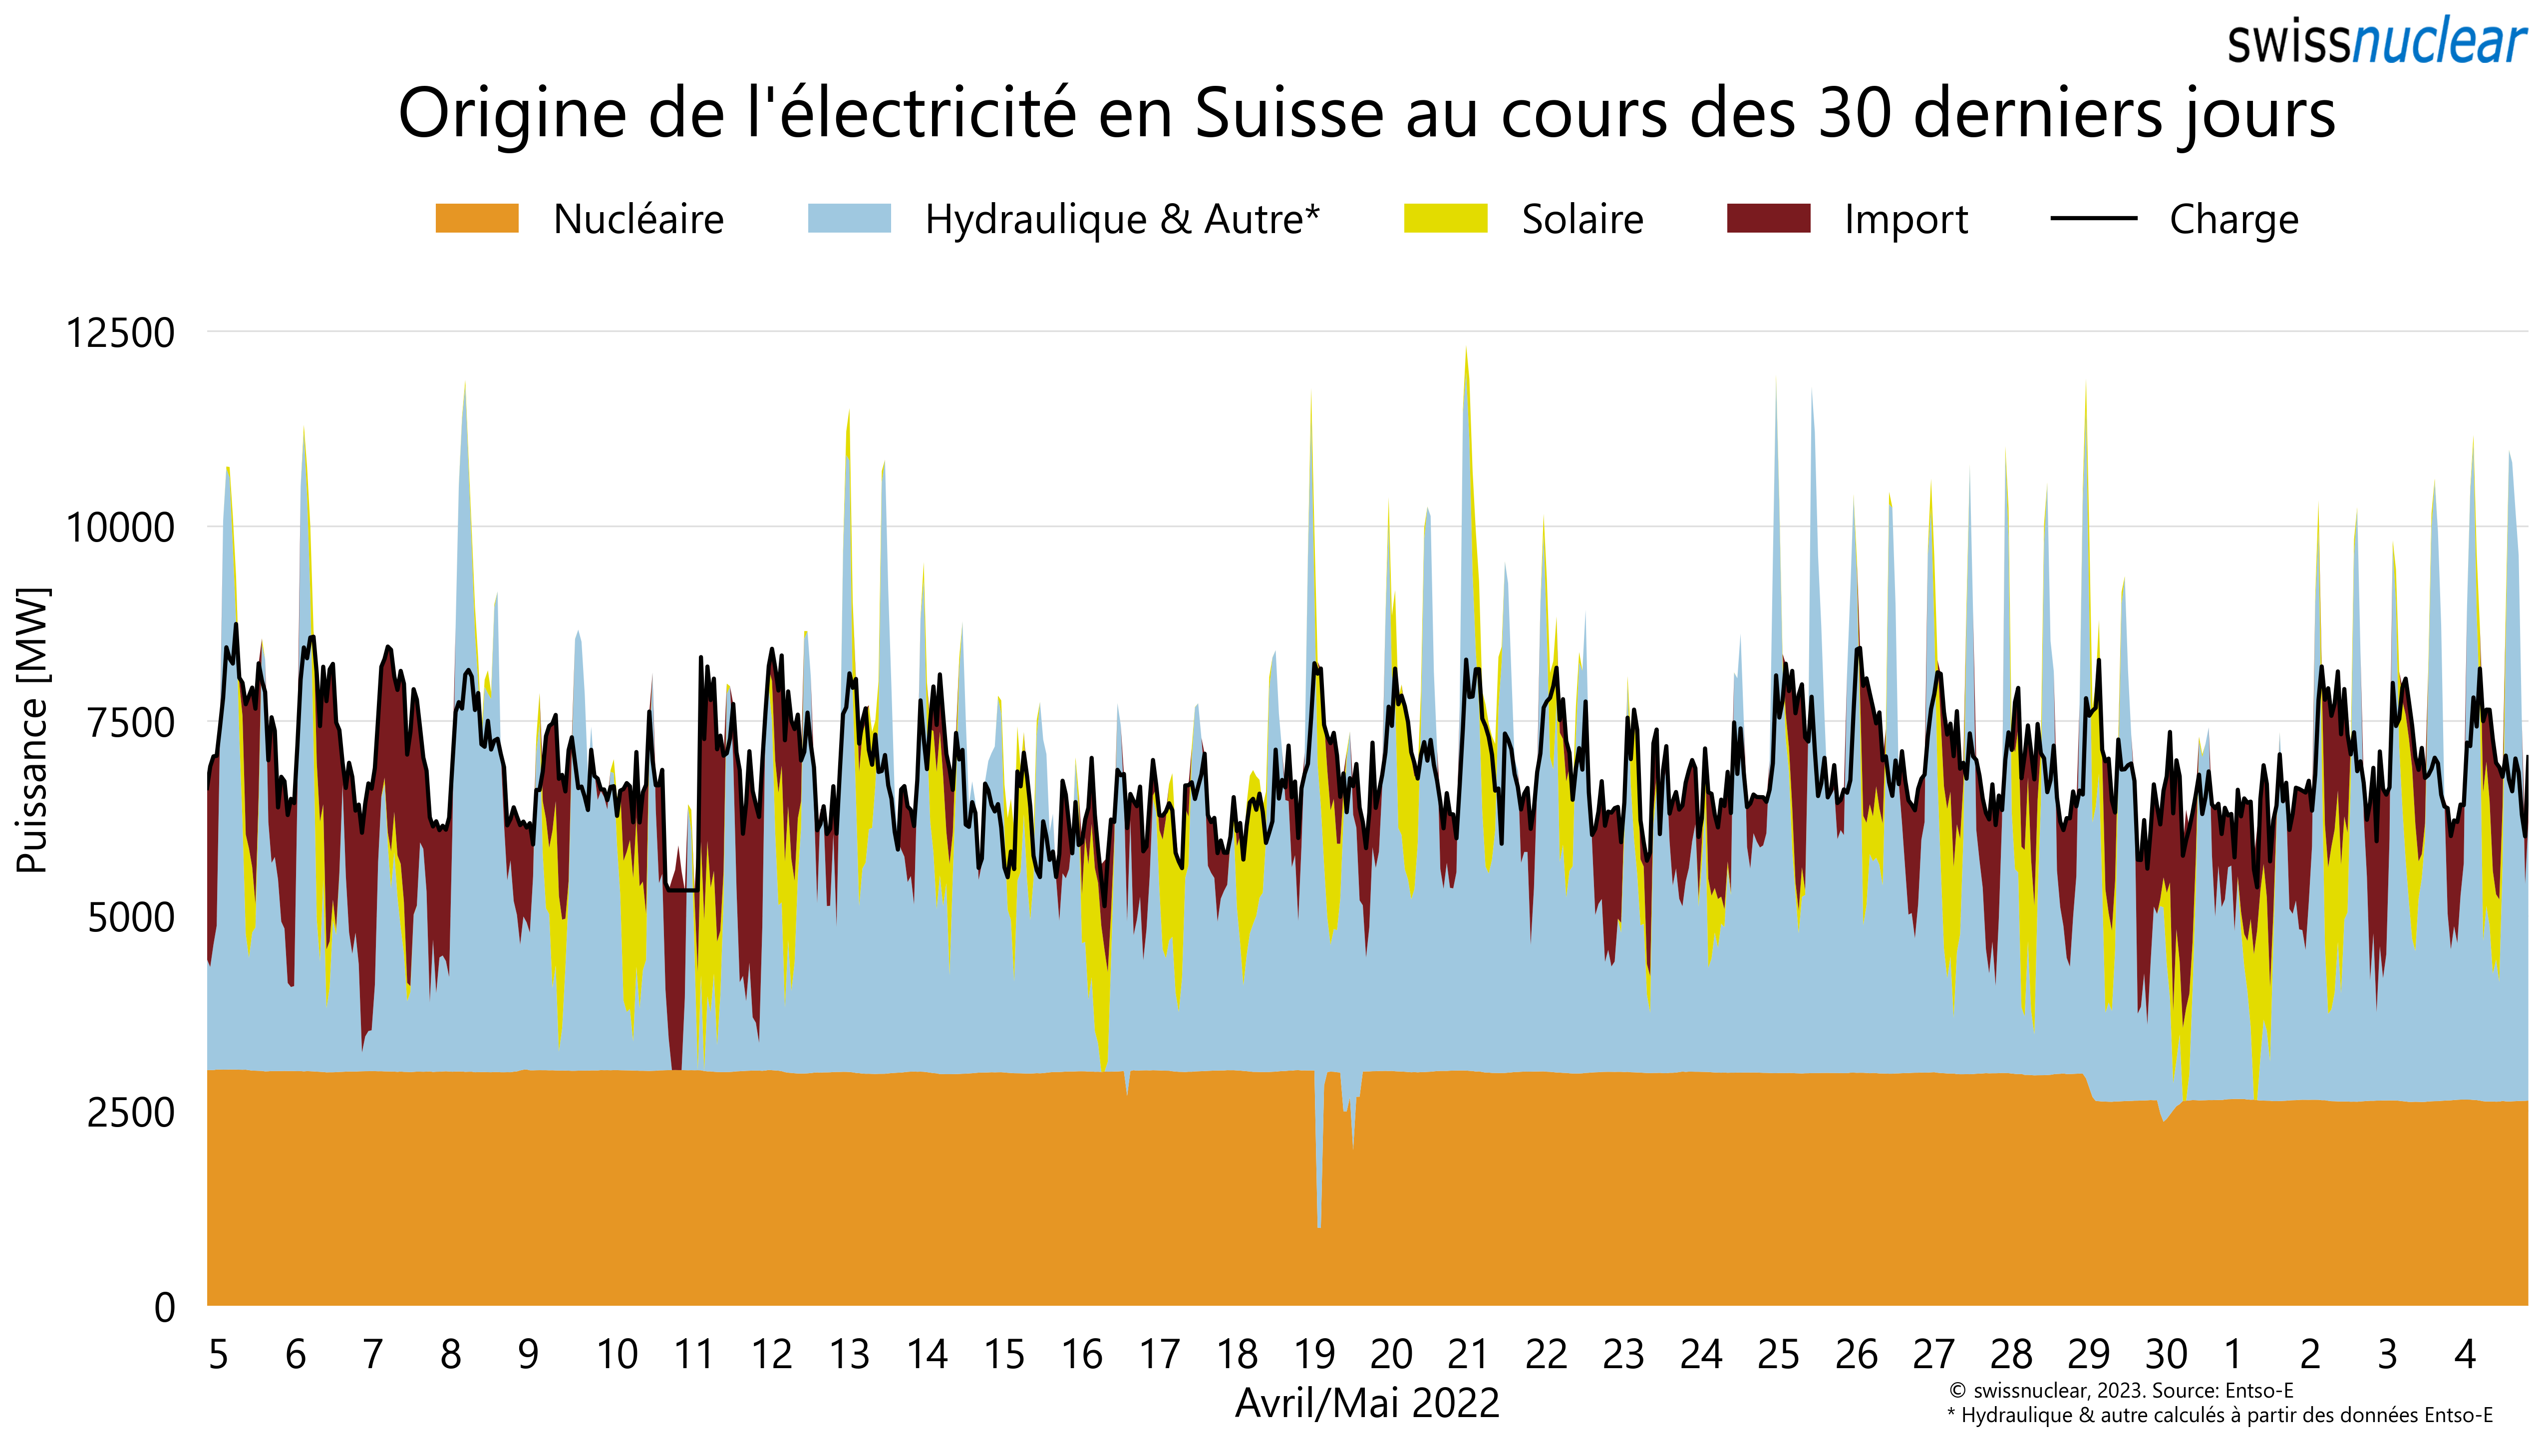 swissnuclear
Origine de l'électricité en Suisse au cours des 30 derniers jours
Nucléaire Hydraulique & Autre* Solaire Import Charge
12500
10000
7500
5000
2500
0
Puissance [MW]
5 6 7 8 9 10 11 12 13 14 15 16 17 18 19 20 21 22 23 24 25 26 27 28 29 30 1 2 3 4
Avril/Mai 2022
© swissnuclear, 2023. Source: Entso-E
* Hydraulique & autre calculés à partir des données Entso-E